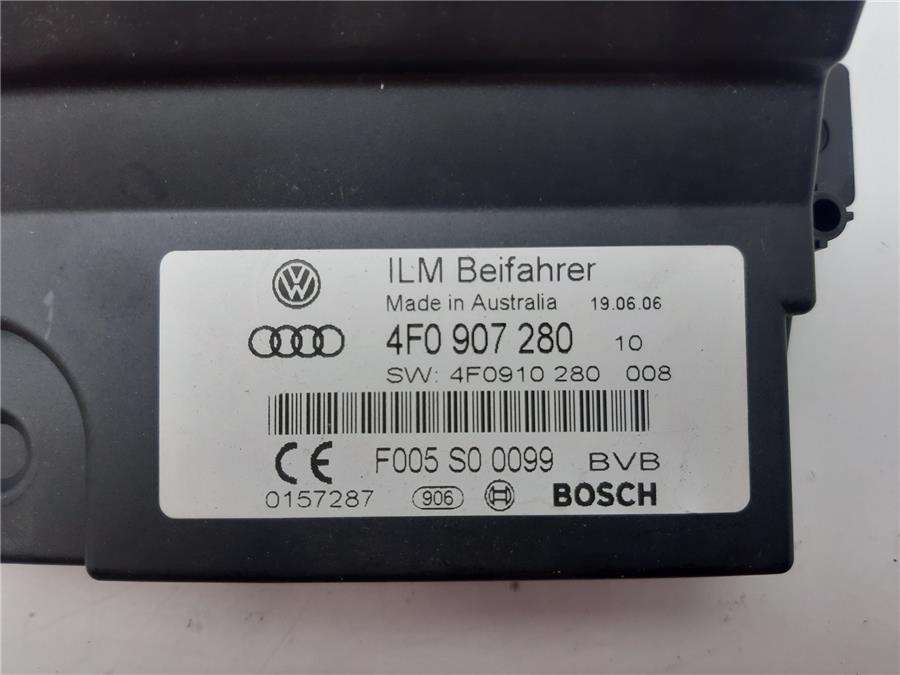 ILM Beifahrer
Made in Australia 19.06.06
4F0 907 280 10
SW: 4F0910 280 008
CE F005 S0 0099 BVB
0157287 906 BOSCH